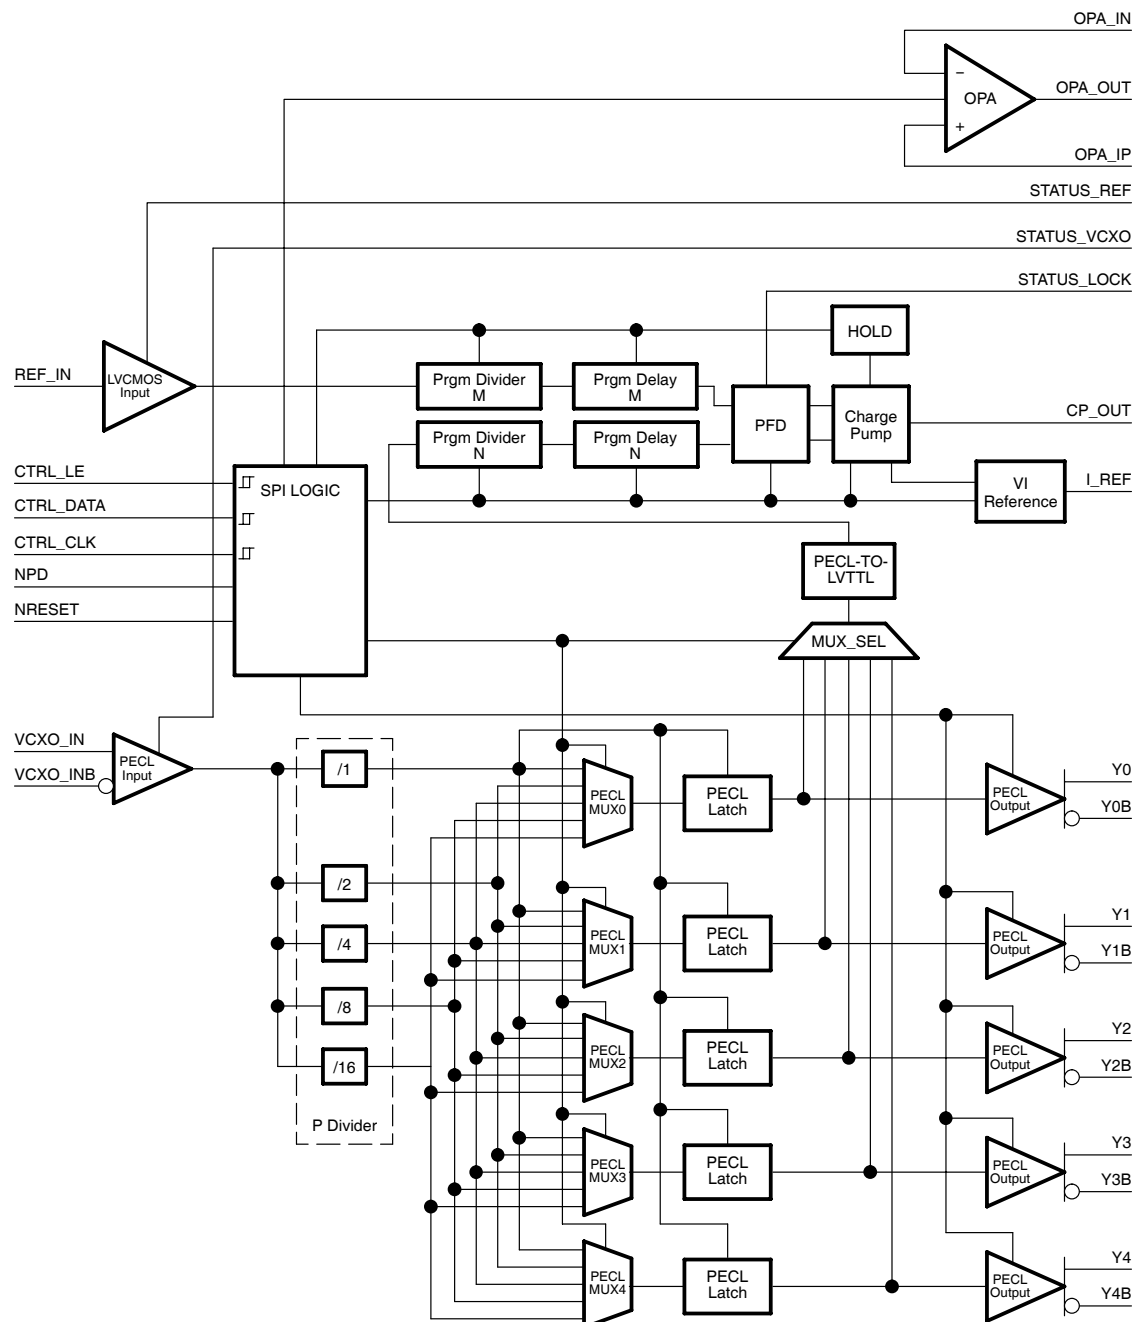 OPA_IN
−
OPA
OPA_OUT
+
OPA_IP
STATUS_REF
STATUS_VCXO
STATUS_LOCK
HOLD
REF_IN
LVCMOS
Input
Prgm Divider
M
Prgm Delay
M
PFD
Charge
Pump
CP_OUT
Prgm Divider
N
Prgm Delay
N
CTRL_LE
SPI LOGIC
VI
Reference
I_REF
CTRL_DATA
CTRL_CLK
NPD
NRESET
PECL-TO-
LVTTL
MUX_SEL
VCXO_IN
VCXO_INB
PECL
Input
/1
PECL
MUX0
PECL
Latch
PECL
Output
Y0
Y0B
/2
/4
PECL
MUX1
PECL
Latch
PECL
Output
Y1
Y1B
/8
/16
P Divider
PECL
MUX2
PECL
Latch
PECL
Output
Y2
Y2B
PECL
MUX3
PECL
Latch
PECL
Output
Y3
Y3B
PECL
MUX4
PECL
Latch
PECL
Output
Y4
Y4B